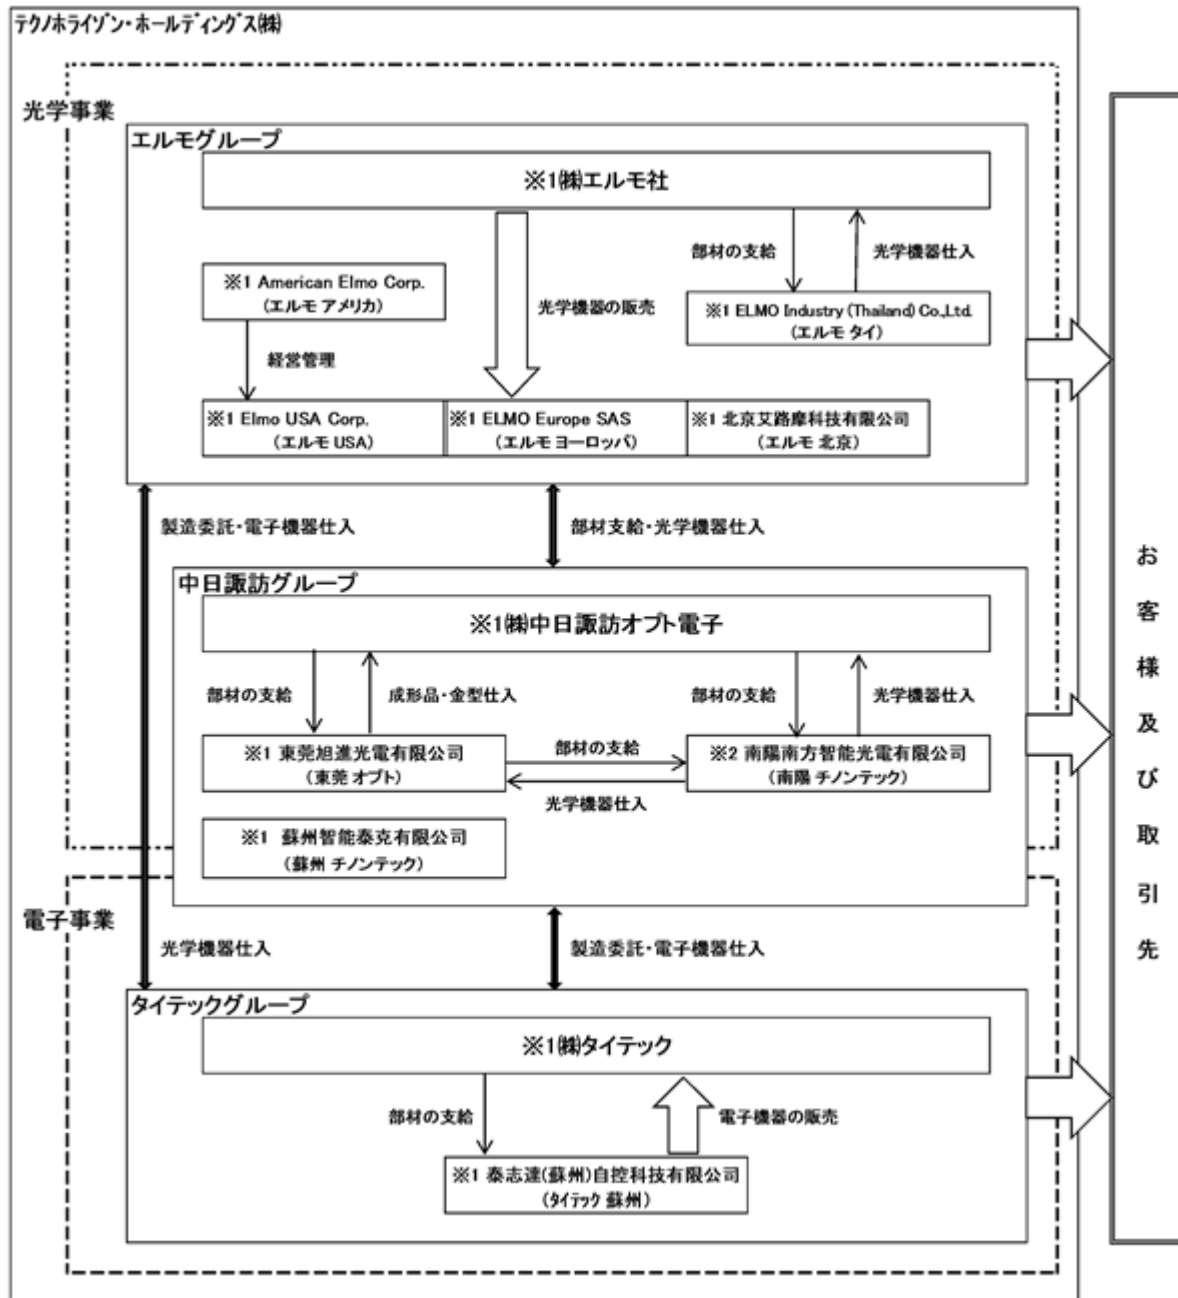 テクノホライゾン・ホールディングス㈱
光学事業
エルモグループ
※1㈱エルモ社
部材の支給
光学機器仕入
※1 American Elmo Corp.
(エルモ アメリカ)
光学機器の販売
※1 ELMO Industry (Thailand) Co.,Ltd.
(エルモ タイ)
経営管理
※1 Elmo USA Corp.
(エルモ USA)
※1 ELMO Europe SAS
(エルモ ヨーロッパ)
※1 北京艾路摩科技有限公司
(エルモ 北京)
製造委託・電子機器仕入
部材支給・光学機器仕入
中日諏訪グループ
※1㈱中日諏訪オプト電子
部材の支給
成形品・金型仕入
部材の支給
光学機器仕入
※1 東莞旭進光電有限公司
(東莞 オプト)
部材の支給
光学機器仕入
※2 南陽南方智能光電有限公司
(南陽 チノンテック)
※1 蘇州智能泰克有限公司
(蘇州 チノンテック)
電子事業
光学機器仕入
製造委託・電子機器仕入
タイテックグループ
※1㈱タイテック
部材の支給
電子機器の販売
※1 泰志達(蘇州)自控科技有限公司
(タイテック 蘇州)
お客様及び取引先